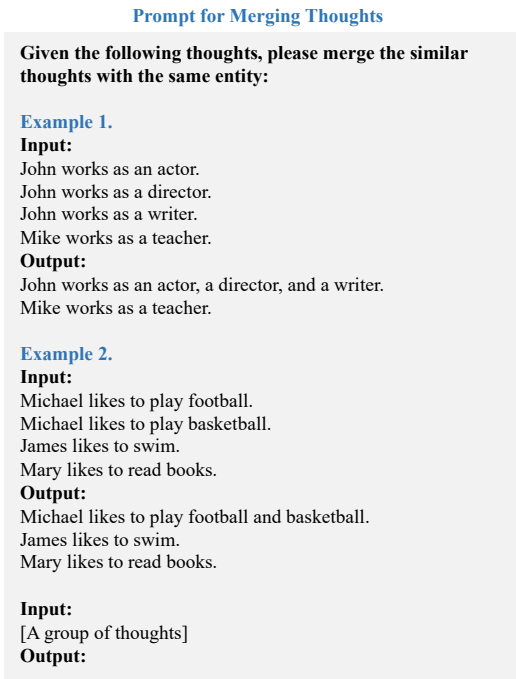 Prompt for Merging Thoughts
Given the following thoughts, please merge the similar
thoughts with the same entity:
Example 1.
Input:
John works as an actor.
John works as a director.
John works as a writer.
Mike works as a teacher.
Output:
John works as an actor, a director, and a writer.
Mike works as a teacher.
Example 2.
Input:
Michael likes to play football.
Michael likes to play basketball.
James likes to swim.
Mary likes to read books.
Output:
Michael likes to play football and basketball.
James likes to swim.
Mary likes to read books.
Input:
[A group of thoughts]
Output: